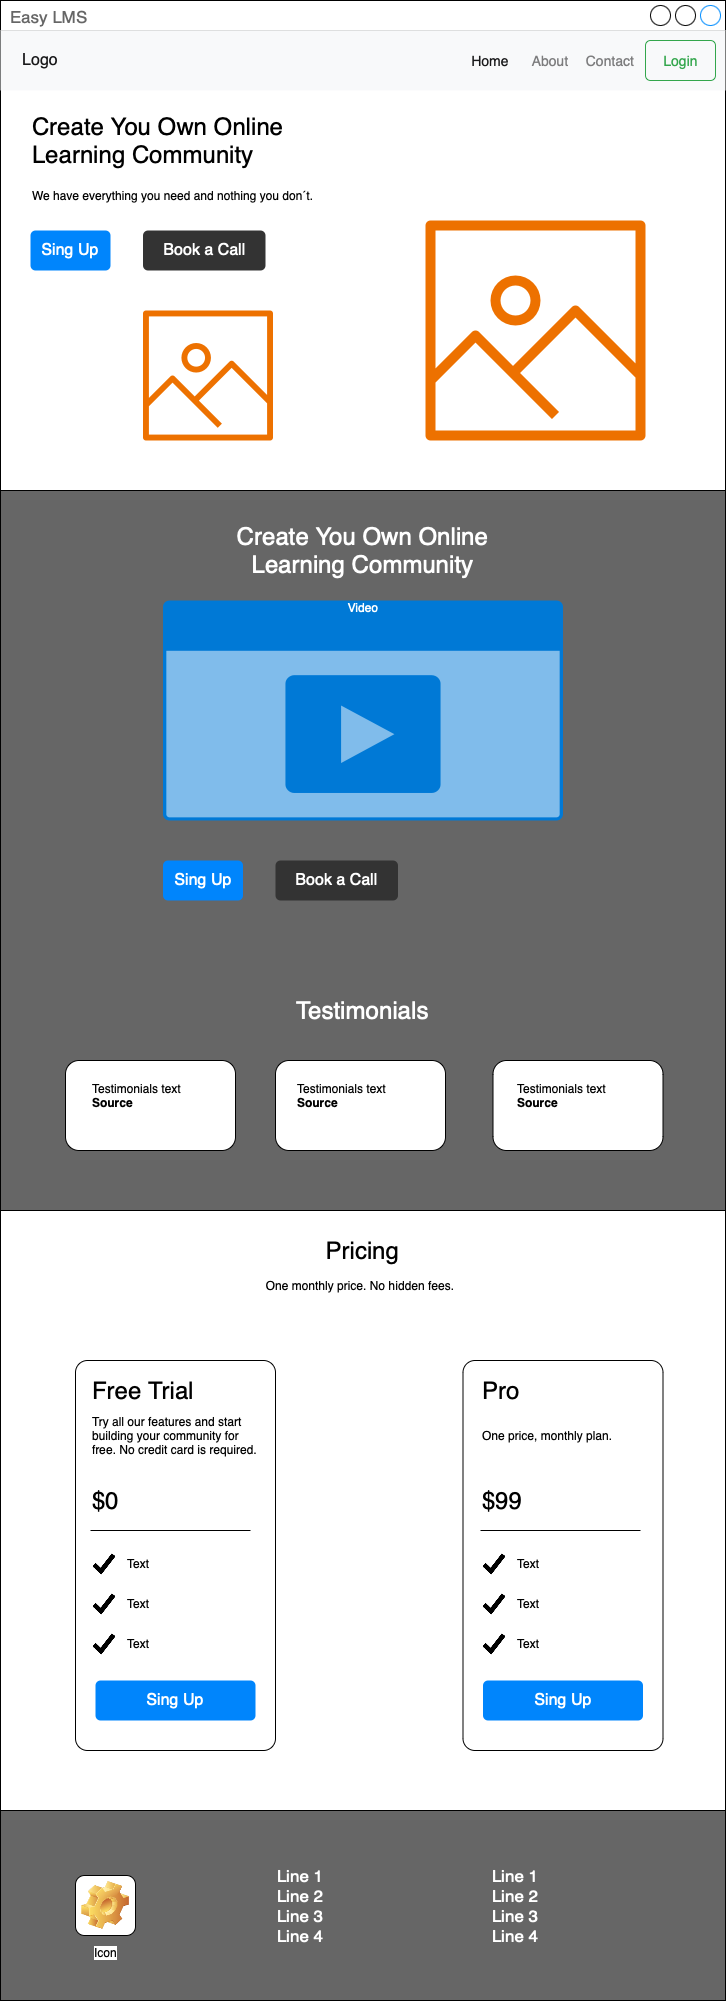 Easy LMS
Logo
Home About Contact Login
Create You Own Online
Learning Community
We have everything you need and nothing you don´t.
Sing Up Book a Call
Create You Own Online
Learning Community
Video
Sing Up Book a Call
Testimonials
Testimonials text
Source
Testimonials text
Source
Testimonials text
Source
Pricing
One monthly price. No hidden fees.
Free Trial
Try all our features and start
building your community for
free. No credit card is required.
$0
Text
Text
Text
Sing Up
Pro
One price, monthly plan.
$99
Text
Text
Text
Sing Up
Icon
Line 1
Line 2
Line 3
Line 4
Line 1
Line 2
Line 3
Line 4